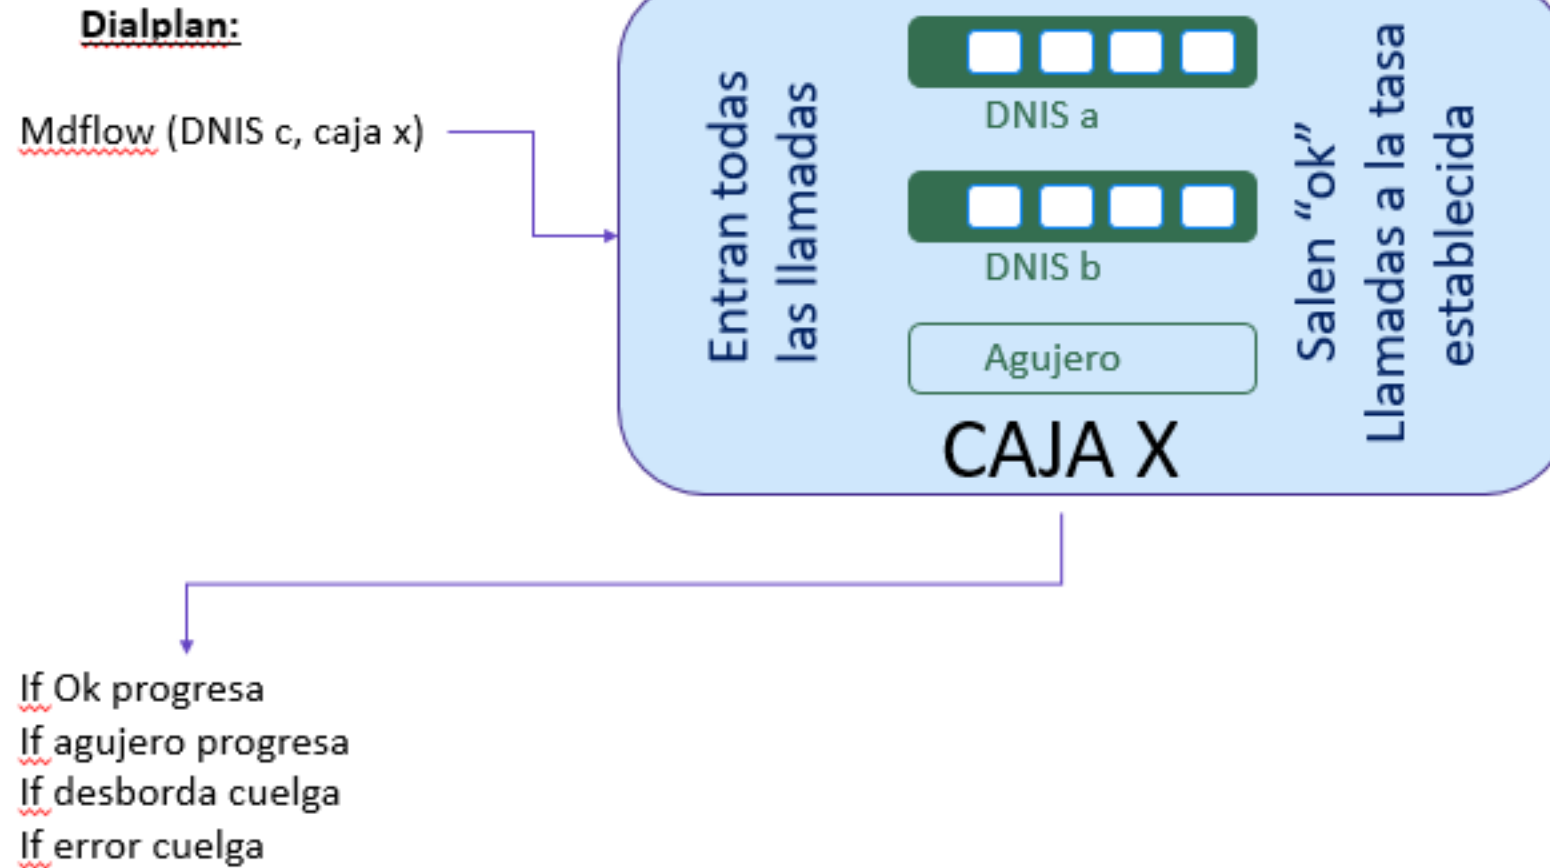 Dialplan:
Mdflow (DNIS c, caja x)
Entran todas
las llamadas
DNIS a
DNIS b
Agujero
CAJA X
Salen “ok”
Llamadas a la tasa
establecida
If Ok progresa
If agujero progresa
If desborda cuelga
If error cuelga